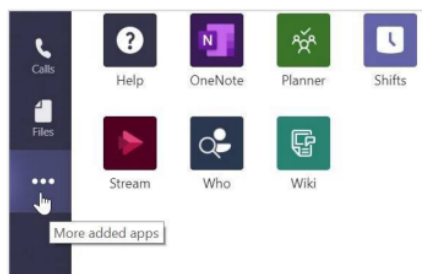 Calls
Files
More added apps
Help OneNote Planner Shifts
Stream Who Wiki